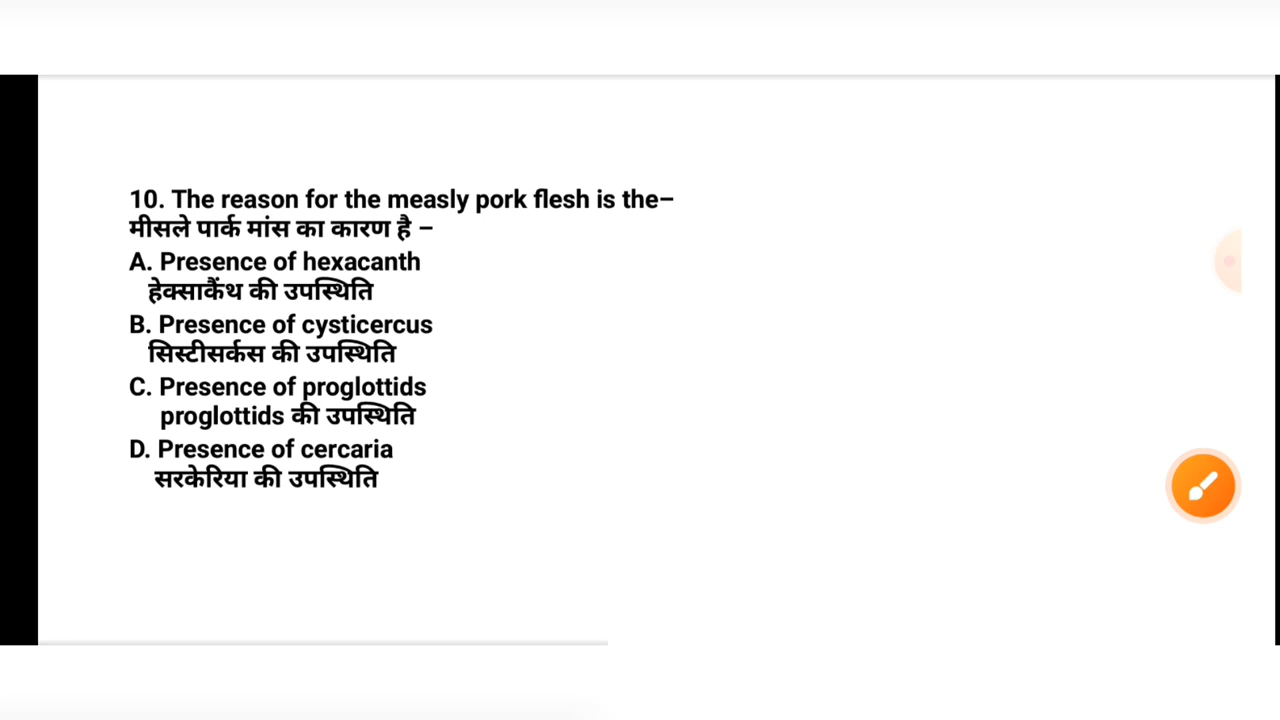 10. The reason for the measly pork flesh is the–
मीसले पार्क मांस का कारण है –
A. Presence of hexacanth
हेक्साकैंथ की उपस्थिति
B. Presence of cysticercus
सिस्टीसर्कस की उपस्थिति
C. Presence of proglottids
proglottids की उपस्थिति
D. Presence of cercaria
सरकेरिया की उपस्थिति